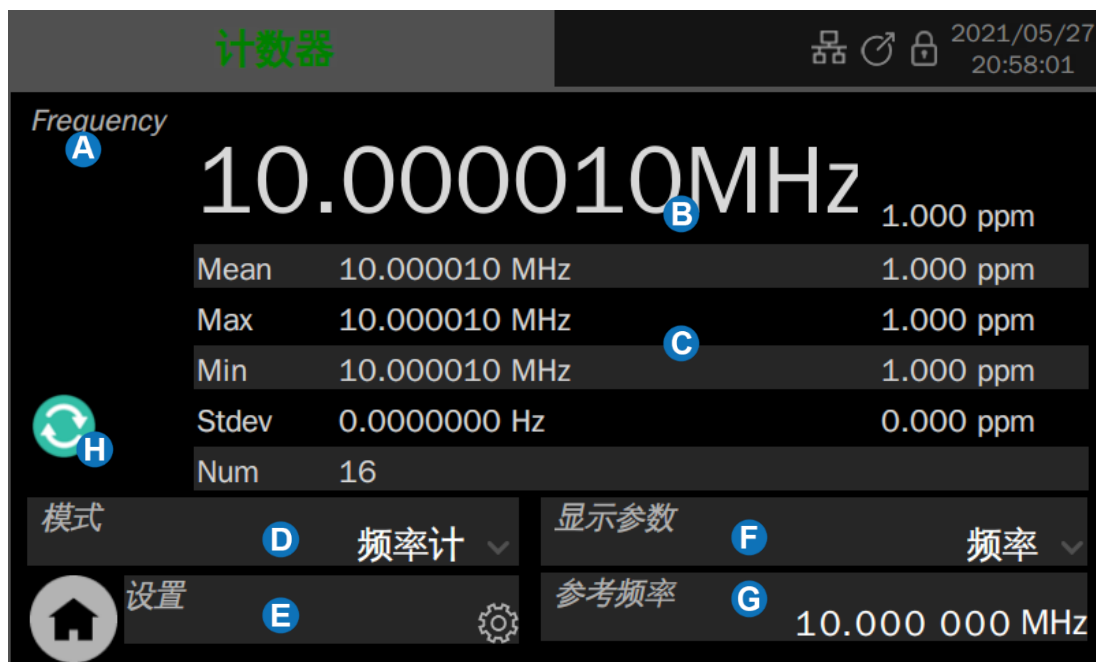 计数器
2021/05/27
20:58:01
Frequency
A
10.000010MHz
B
1.000 ppm
Mean 10.000010 MHz 1.000 ppm
Max 10.000010 MHz 1.000 ppm
C
Min 10.000010 MHz 1.000 ppm
Stdev 0.0000000 Hz 0.000 ppm
H
Num 16
模式 D 频率计
显示参数 F 频率
设置 E
参考频率 G 10.000 000 MHz